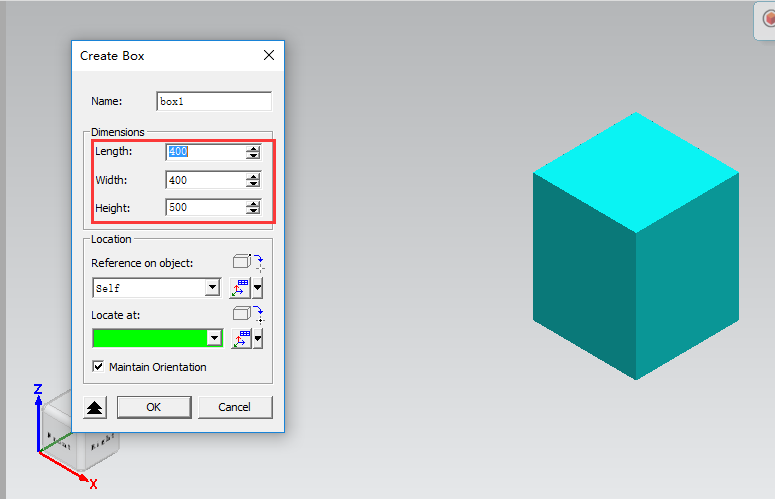 Create Box
Name: box1
Dimensions
Length: 400
Width: 400
Height: 500
Location
Reference on object:
Self
Locate at:
Maintain Orientation
OK Cancel
Z
Right
X